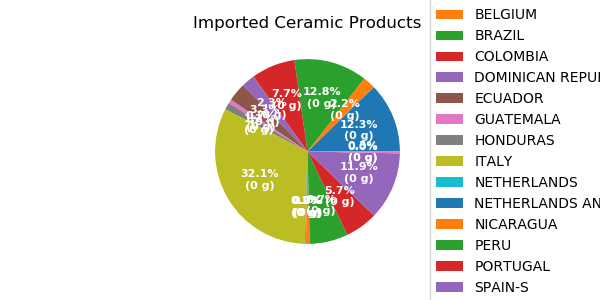 Imported Ceramic Products
BELGIUM
BRAZIL
COLOMBIA
DOMINICAN REPU
ECUADOR
GUATEMALA
HONDURAS
ITALY
NETHERLANDS
NETHERLANDS AN
NICARAGUA
PERU
PORTUGAL
SPAIN-S
7.7%
(0 g)
12.8%
(0 g)
2.2%
(0 g)
12.3%
(0 g)
11.9%
(0 g)
5.7%
(0 g)
32.1%
(0 g)